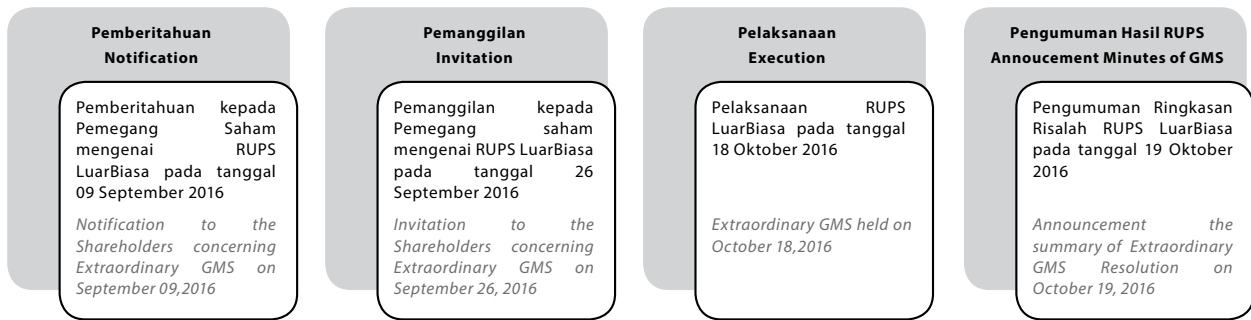 Pemberitahuan
Notification
Pemberitahuan kepada
Pemegang Saham
mengenai RUPS
LuarBiasa pada tanggal
09 September 2016
Notification to the
Shareholders concerning
Extraordinary GMS on
September 09,2016
Pemanggilan
Invitation
Pemanggilan kepada
Pemegang saham
mengenai RUPS LuarBiasa
pada tanggal 26
September 2016
Invitation to the
Shareholders concerning
Extraordinary GMS on
September 26, 2016
Pelaksanaan
Execution
Pelaksanaan RUPS
LuarBiasa pada tanggal
18 Oktober 2016
Extraordinary GMS held on
October 18,2016
Pengumuman Hasil RUPS
Annoucement Minutes of GMS
Pengumuman Ringkasan
Risalah RUPS LuarBiasa
pada tanggal 19 Oktober
2016
Announcement the
summary of Extraordinary
GMS Resolution on
October 19, 2016